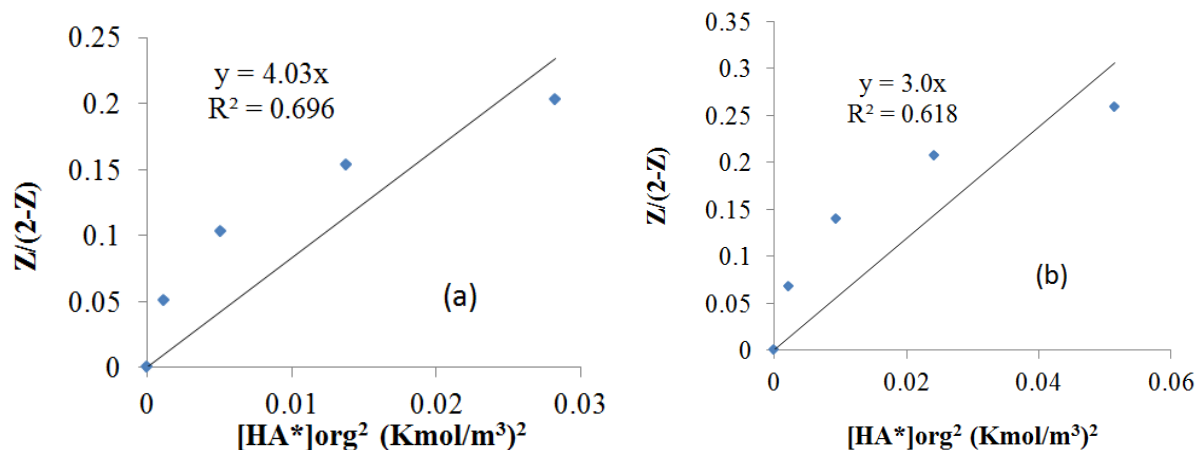 0.25
0.2
0.15
0.1
0.05
0
Z/(2-Z)
y = 4.03x
R² = 0.696
(a)
0 0.01 0.02 0.03
[HA*]org² (Kmol/m³)²
0.35
0.3
0.25
0.2
0.15
0.1
0.05
0
Z/(2-Z)
y = 3.0x
R² = 0.618
(b)
0 0.02 0.04 0.06
[HA*]org² (Kmol/m³)²